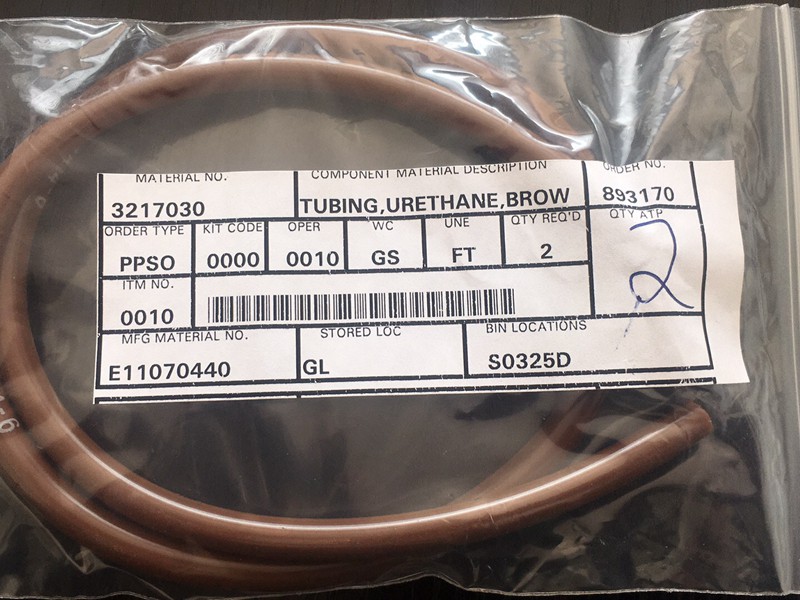 MATERIAL NO. COMPONENT MATERIAL DESCRIPTION ORDER NO.
3217030 TUBING,URETHANE,BROW 893170
ORDER TYPE KIT CODE OPER WC UNE QTY REQ'D QTY ATP
PPSO 0000 0010 GS FT 2 2
ITM NO.
0010
MFG MATERIAL NO. STORED LOC BIN LOCATIONS
E11070440 GL S0325D